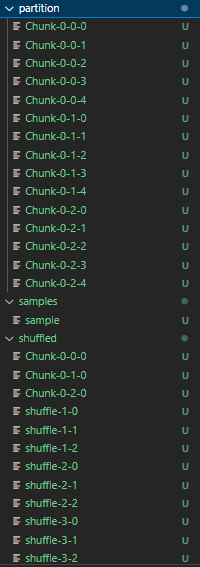 partition
Chunk-0-0-0 U
Chunk-0-0-1 U
Chunk-0-0-2 U
Chunk-0-0-3 U
Chunk-0-0-4 U
Chunk-0-1-0 U
Chunk-0-1-1 U
Chunk-0-1-2 U
Chunk-0-1-3 U
Chunk-0-1-4 U
Chunk-0-2-0 U
Chunk-0-2-1 U
Chunk-0-2-2 U
Chunk-0-2-3 U
Chunk-0-2-4 U
samples
sample U
shuffled
Chunk-0-0-0 U
Chunk-0-1-0 U
Chunk-0-2-0 U
shuffle-1-0 U
shuffle-1-1 U
shuffle-1-2 U
shuffle-2-0 U
shuffle-2-1 U
shuffle-2-2 U
shuffle-3-0 U
shuffle-3-1 U
shuffle-3-2 U